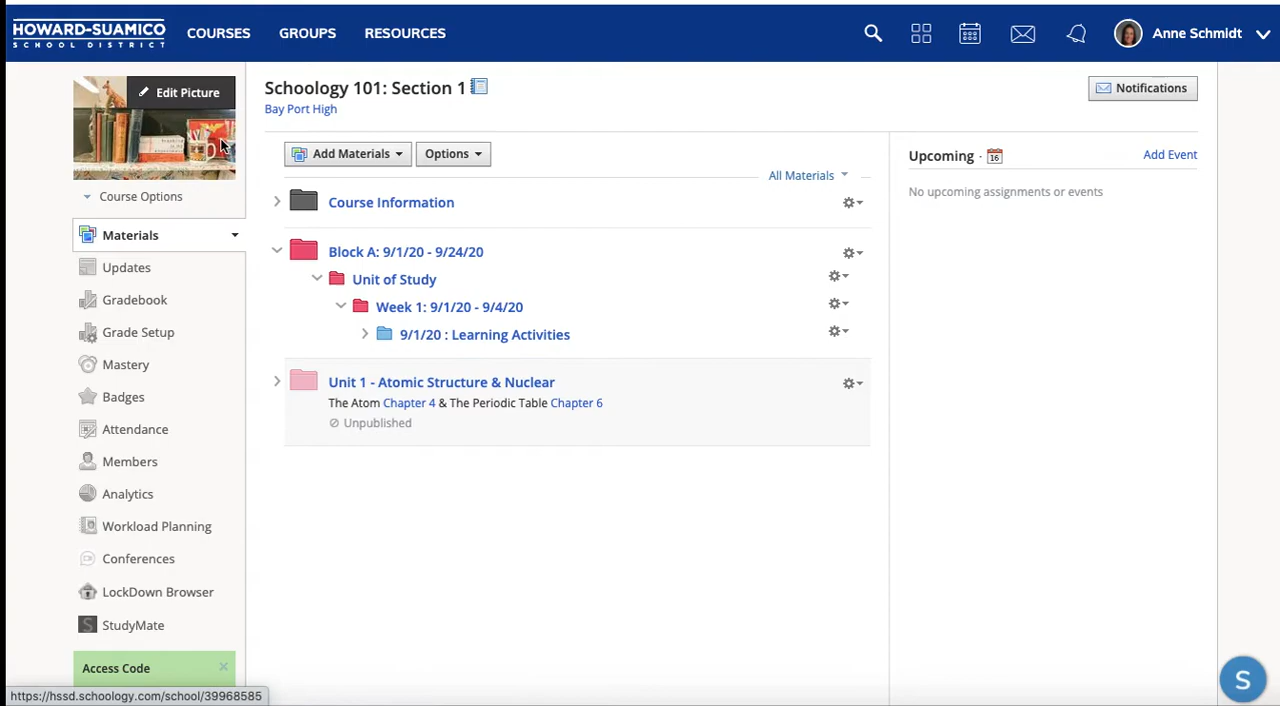 HOWARD-SUAMICO
SCHOOL DISTRICT
COURSES GROUPS RESOURCES
Anne Schmidt
Edit Picture
Course Options
Materials
Updates
Gradebook
Grade Setup
Mastery
Badges
Attendance
Members
Analytics
Workload Planning
Conferences
LockDown Browser
S StudyMate
Access Code
https://hssd.schoology.com/school/39968585
Schoology 101: Section 1
Bay Port High
Notifications
Add Materials Options
All Materials
Course Information
Block A: 9/1/20 - 9/24/20
Unit of Study
Week 1: 9/1/20 - 9/4/20
9/1/20 : Learning Activities
Unit 1 - Atomic Structure & Nuclear
The Atom Chapter 4 & The Periodic Table Chapter 6
Unpublished
Upcoming · 16 Add Event
No upcoming assignments or events
S